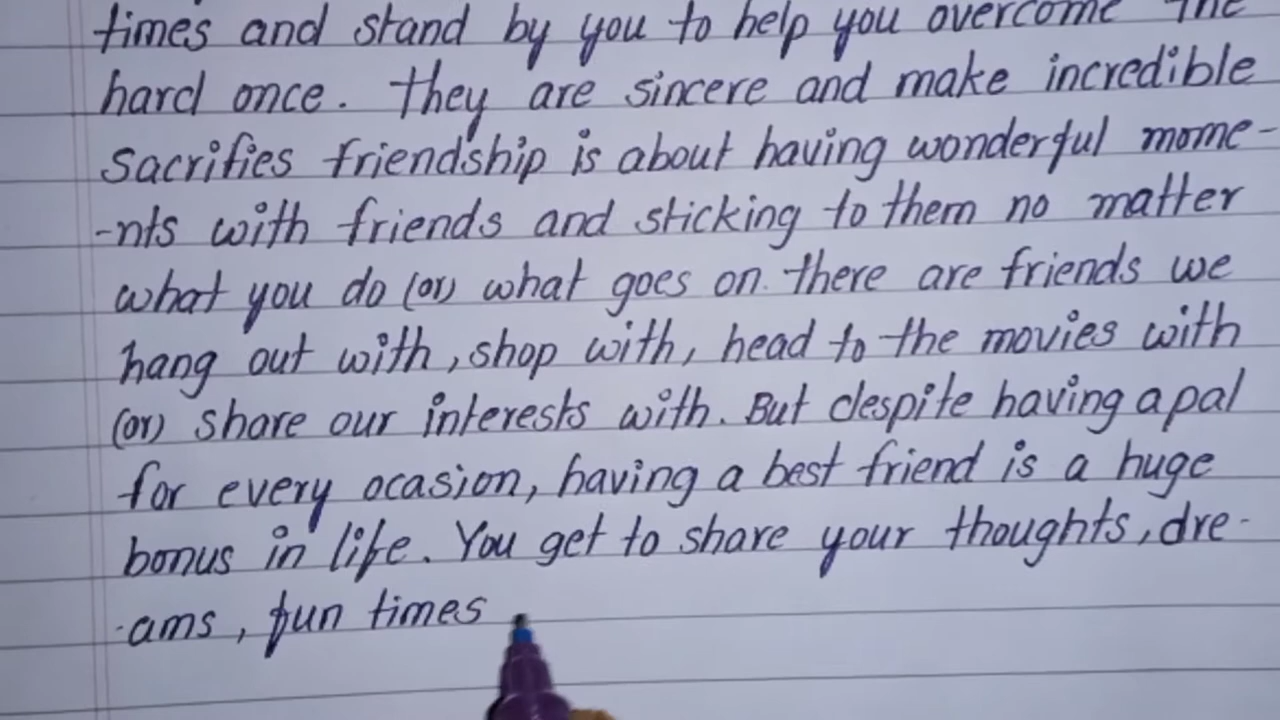 times and stand by you to help you overcome the
hard once. they are sincere and make incredible
sacrifies friendship is about having wonderful mome-
-nts with friends and sticking to them no matter
what you do (or) what goes on. there are friends we
hang out with, shop with, head to the movies with
(or) share our interests with. But despite having a pal
for every ocasion, having a best friend is a huge
bonus in life. You get to share your thoughts, dre-
-ams, fun times